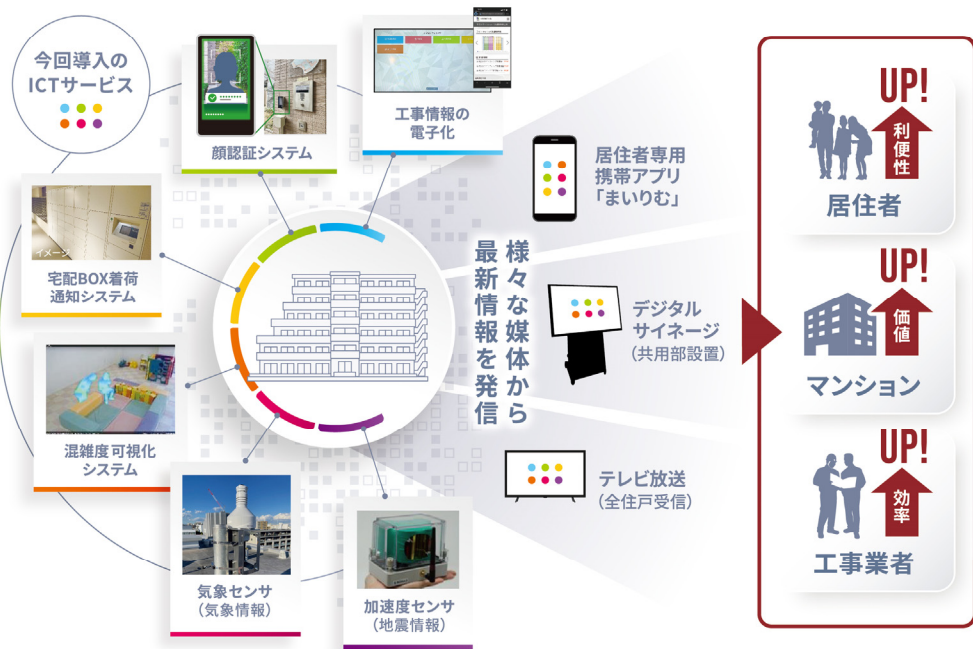 今回導入の
ICTサービス
顔認証システム
工事情報の
電子化
宅配BOX着荷
通知システム
イメージ
混雑度可視化
システム
気象センサ
（気象情報）
加速度センサ
（地震情報）
様々な媒体から
最新情報を発信
居住者専用
携帯アプリ
「まいりむ」
デジタル
サイネージ
（共用部設置）
テレビ放送
（全住戸受信）
UP!
利便性
居住者
UP!
価値
マンション
UP!
効率
工事業者